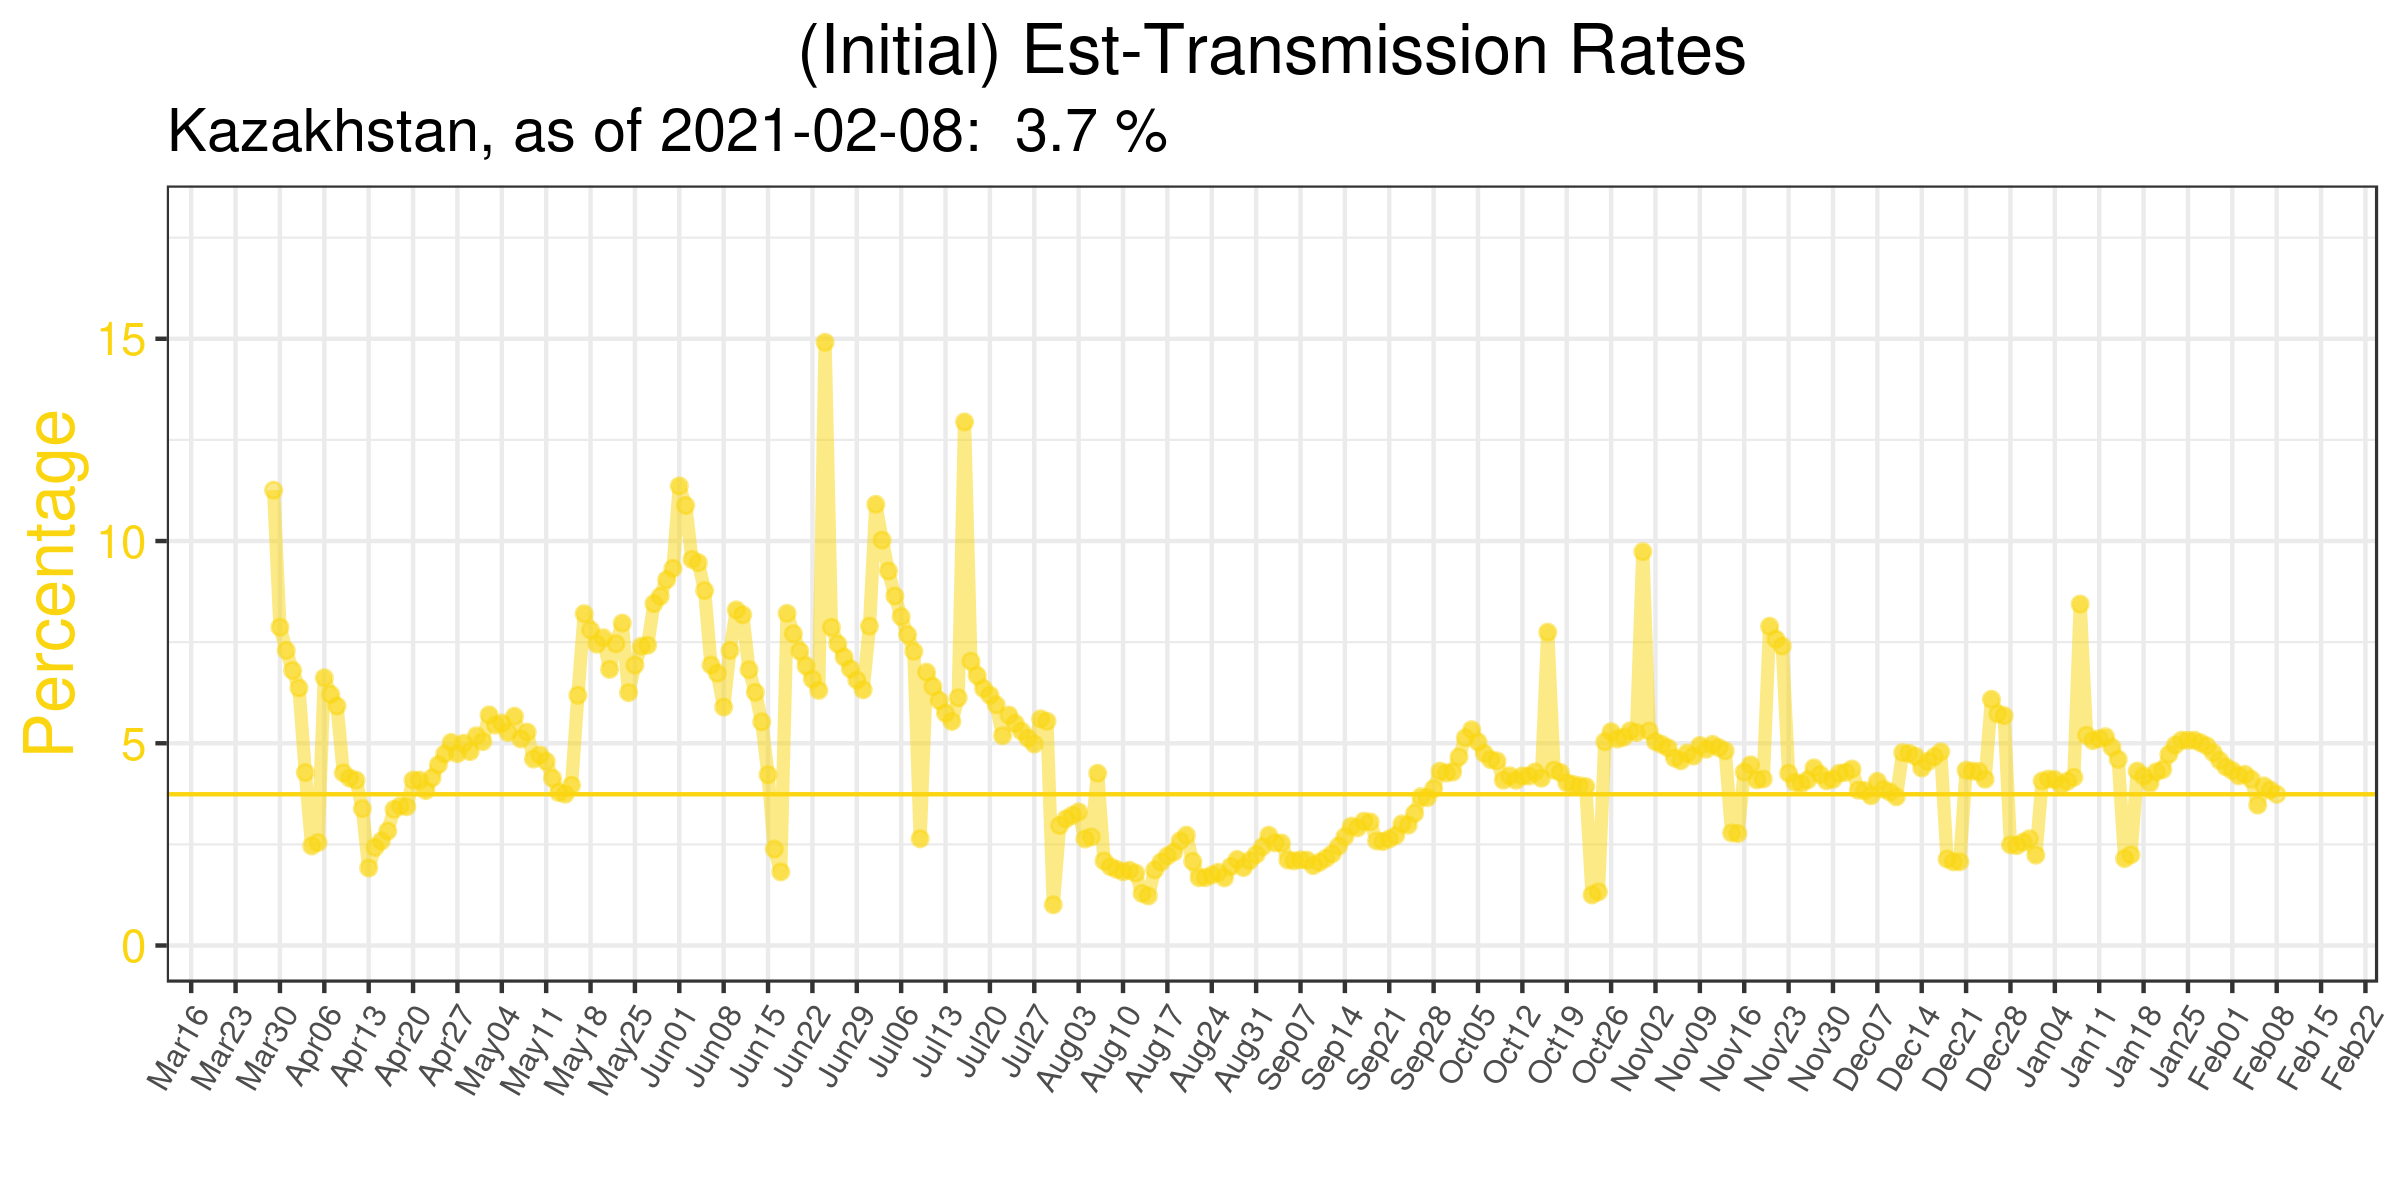 (Initial) Est-Transmission Rates
Kazakhstan, as of 2021-02-08:  3.7 %
Percentage
15
10
5
0
Mar16 Mar23 Mar30 Apr06 Apr13 Apr20 Apr27 May04 May11 May18 May25 Jun01 Jun08 Jun15 Jun22 Jun29 Jul06 Jul13 Jul20 Jul27 Aug03 Aug10 Aug17 Aug24 Aug31 Sep07 Sep14 Sep21 Sep28 Oct05 Oct12 Oct19 Oct26 Nov02 Nov09 Nov16 Nov23 Nov30 Dec07 Dec14 Dec21 Dec28 Jan04 Jan11 Jan18 Jan25 Feb01 Feb08 Feb15 Feb22